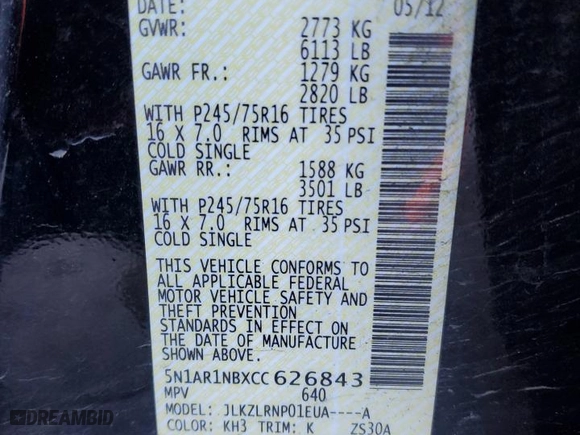 DATE: 05/12
GVWR: 2773 KG
6113 LB
GAWR FR.: 1279 KG
2820 LB
WITH P245/75R16 TIRES
16 X 7.0 RIMS AT 35 PSI
COLD SINGLE
GAWR RR.: 1588 KG
3501 LB
WITH P245/75R16 TIRES
16 X 7.0 RIMS AT 35 PSI
COLD SINGLE
THIS VEHICLE CONFORMS TO
ALL APPLICABLE FEDERAL
MOTOR VEHICLE SAFETY AND
THEFT PREVENTION
STANDARDS IN EFFECT ON
THE DATE OF MANUFACTURE
SHOWN ABOVE.
5N1AR1NBXCC626843
MPV 640
MODEL: JLKZLRNP01EUA----A
COLOR: KH3 TRIM: K ZS30A
DREAMBID